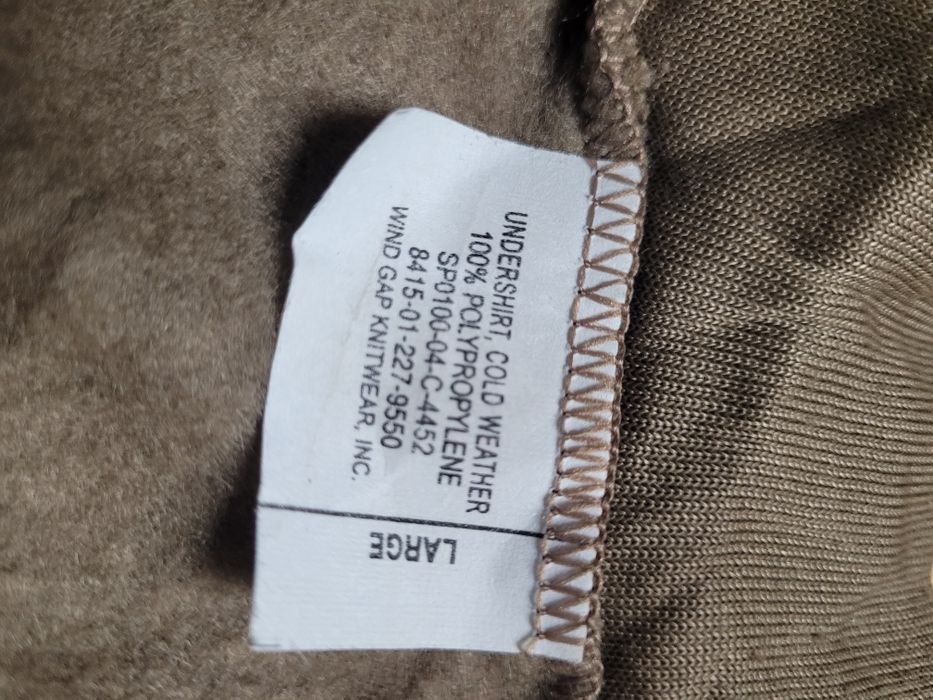 UNDERSHIRT, COLD WEATHER
100% POLYPROPYLENE
SP0100-04-C-4452
8415-01-227-9550
WIND GAP KNITWEAR, INC.
LARGE